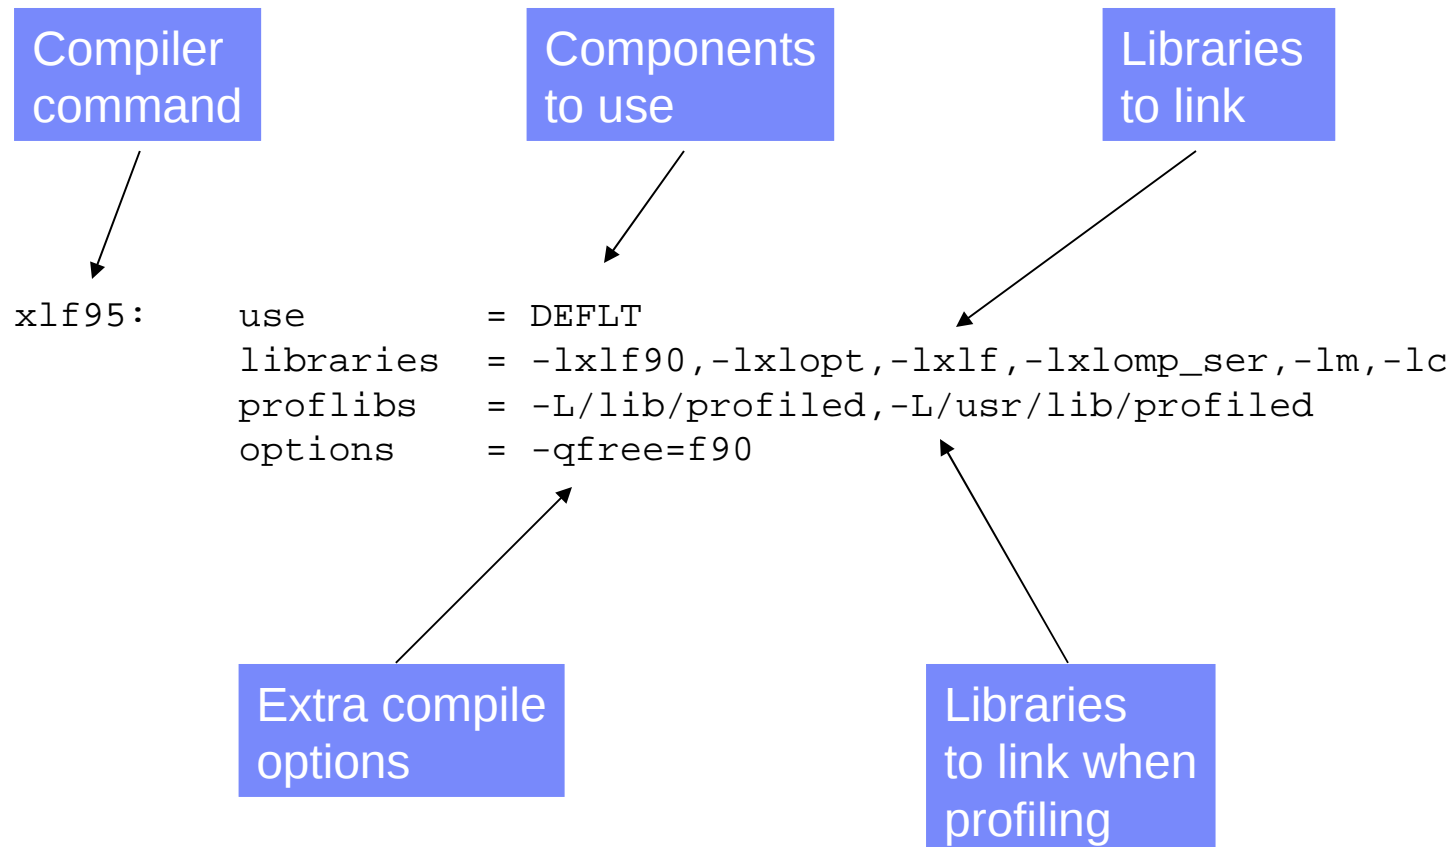 Compiler
command
Components
to use
Libraries
to link
xlf95: use = DEFLT
libraries = -lxlf90,-lxlopt,-lxlf,-lxlomp_ser,-lm,-lc
proflibs = -L/lib/profiled,-L/usr/lib/profiled
options = -qfree=f90
Extra compile
options
Libraries
to link when
profiling